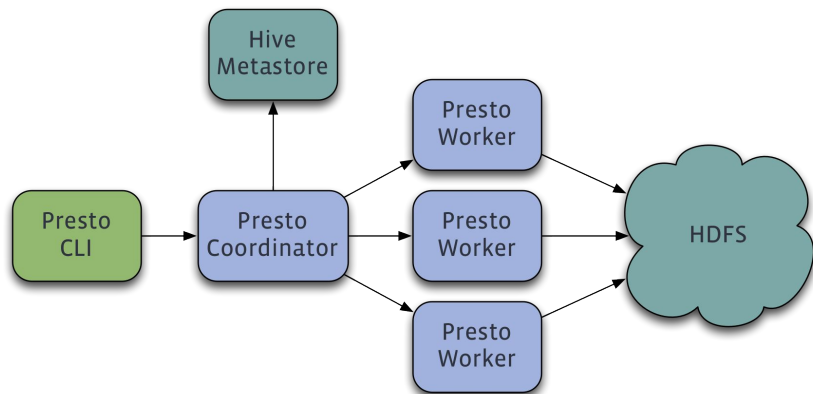 Hive
Metastore
Presto
Worker
Presto
CLI
Presto
Coordinator
Presto
Worker
HDFS
Presto
Worker